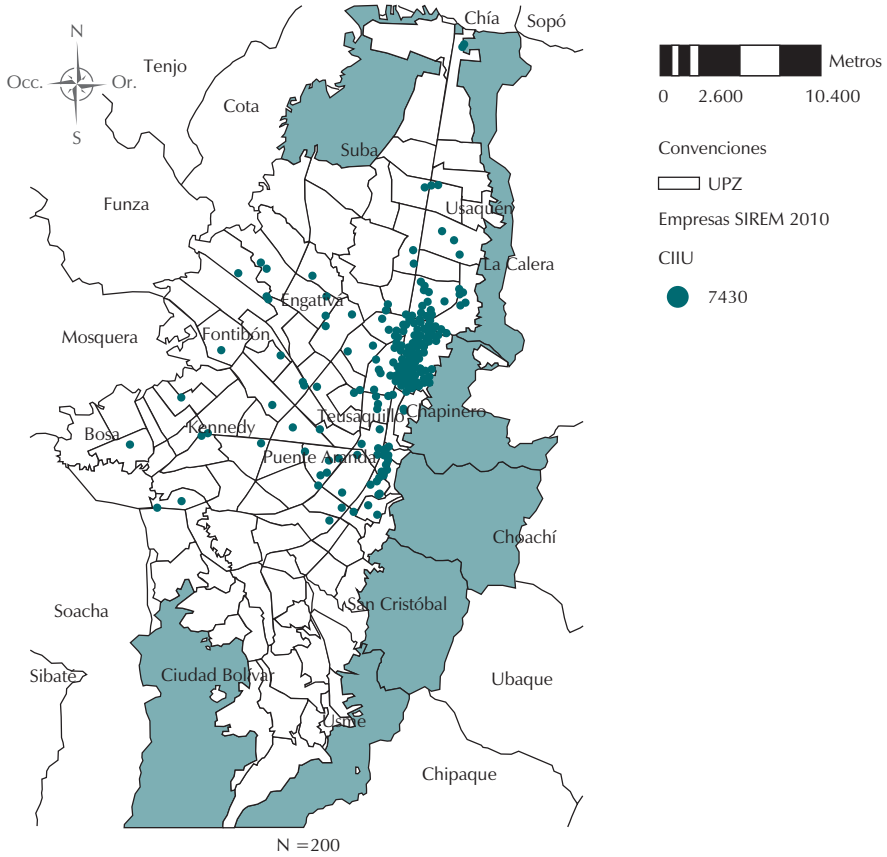 Chía
Sopó
N
Tenjo
Occ.
Or.
Cota
S
Suba
Funza
Usaquén
La Calera
Engativá
Mosquera
Fontibón
Teusaquillo
Chapinero
Bosa
Kennedy
Puente Aranda
Choachí
San Cristóbal
Soacha
Sibaté
Ciudad Bolívar
Ubaque
Usme
Chipaque
N =200
Metros
0 2.600 10.400
Convenciones
UPZ
Empresas SIREM 2010
CIIU
7430